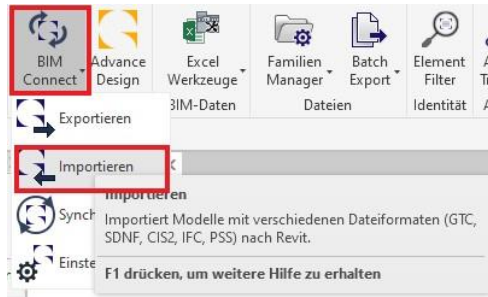 BIM Connect
Advance Design
Excel Werkzeuge
Familien Manager
Batch Export
Element Filter
BIM-Daten
Dateien
Identität
Exportieren
Importieren
Importieren
Importiert Modelle mit verschiedenen Dateiformaten (GTC,
SDNF, CIS2, IFC, PSS) nach Revit.
F1 drücken, um weitere Hilfe zu erhalten